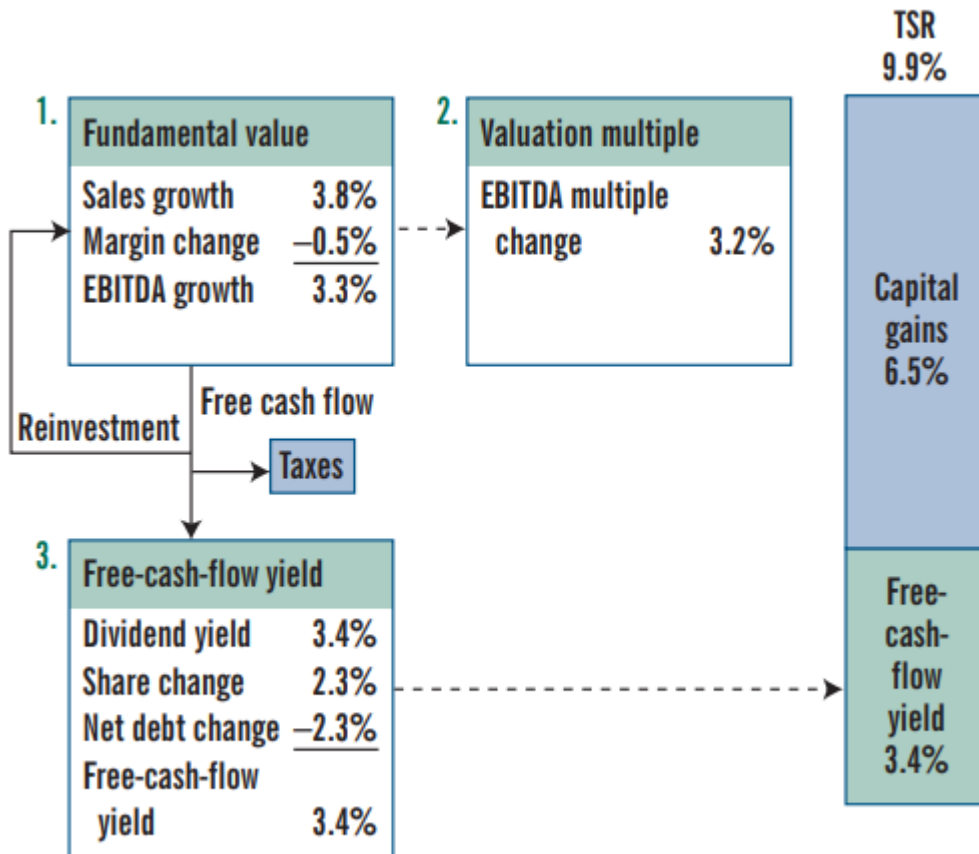 1.
Fundamental value
Sales growth 3.8%
Margin change –0.5%
EBITDA growth 3.3%
2.
Valuation multiple
EBITDA multiple
change 3.2%
TSR
9.9%
Capital
gains
6.5%
Free-
cash-
flow
yield
3.4%
Free cash flow
Reinvestment
Taxes
3.
Free-cash-flow yield
Dividend yield 3.4%
Share change 2.3%
Net debt change –2.3%
Free-cash-flow
yield 3.4%